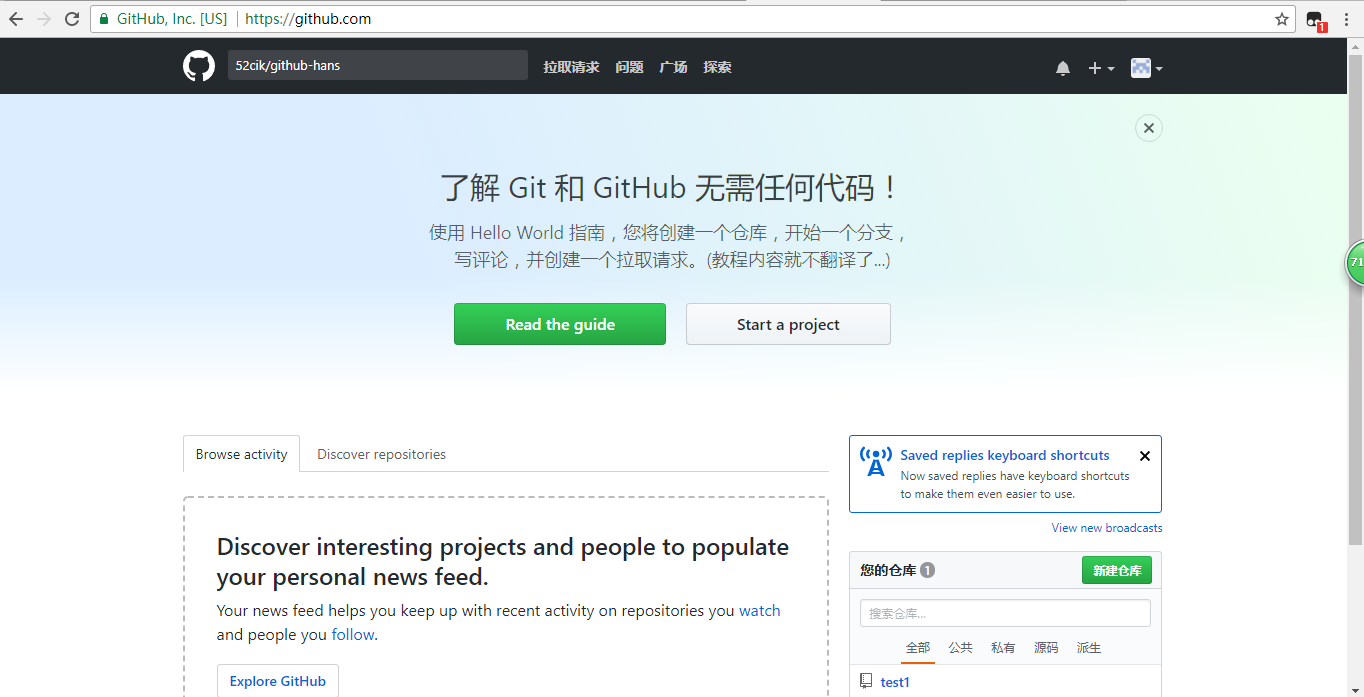 GitHub, Inc. [US] https://github.com
1
52cik/github-hans 拉取请求 问题 广场 探索
了解 Git 和 GitHub 无需任何代码！
使用 Hello World 指南，您将创建一个仓库，开始一个分支，
写评论，并创建一个拉取请求。(教程内容就不翻译了...)
71
Read the guide Start a project
Browse activity Discover repositories
Saved replies keyboard shortcuts
Now saved replies have keyboard shortcuts
to make them even easier to use.
View new broadcasts
Discover interesting projects and people to populate
your personal news feed.
Your news feed helps you keep up with recent activity on repositories you watch
and people you follow.
Explore GitHub
您的仓库 1 新建仓库
搜索仓库...
全部 公共 私有 源码 派生
test1